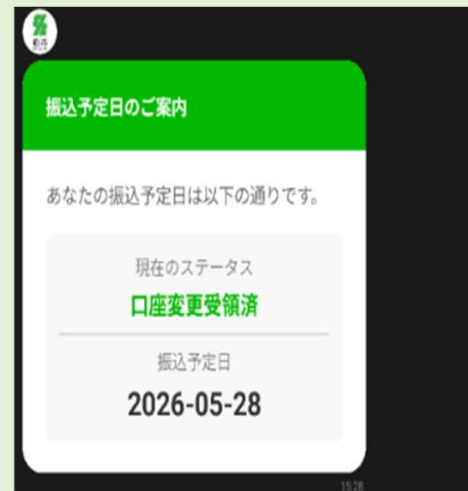 振込予定日のご案内
あなたの振込予定日は以下の通りです。
現在のステータス
口座変更受領済
振込予定日
2026-05-28
15:28